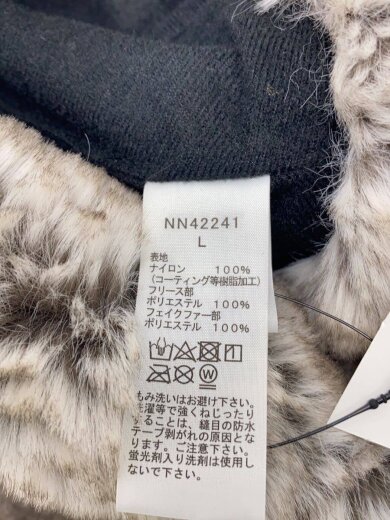 NN42241
L
表地
ナイロン 100%
(コーティング等樹脂加工)
フリース部
ポリエステル 100%
フェイクファー部
ポリエステル 100%
もみ洗いはお避け下さい。
洗濯等で強くねじったり
することは、縫目の防水
テープ剥がれの原因とな
ります。ご注意下さい。
蛍光剤入り洗剤は使用し
ないで下さい。